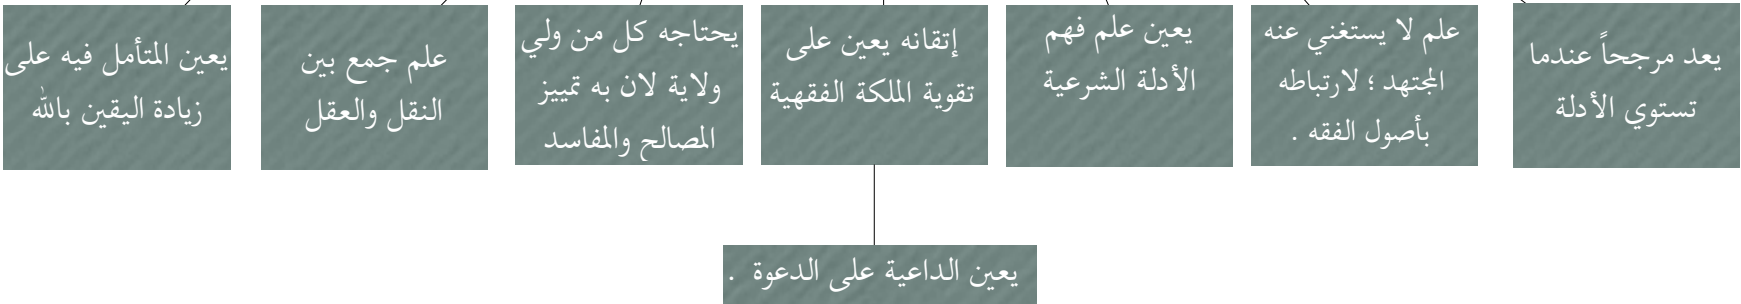 يعد مرجحاً عندما
تستوي الأدلة
علم لا يستغني عنه
المجتهد ؛ لارتباطه
بأصول الفقه .
يعين علم فهم
الأدلة الشرعية
إتقانه يعين على
تقوية الملكة الفقهية
يحتاجه كل من ولي
ولاية لان به تمييز
المصالح والمفاسد
علم جمع بين
النقل والعقل
يعين المتأمل فيه على
زيادة اليقين بالله
يعين الداعية على الدعوة .